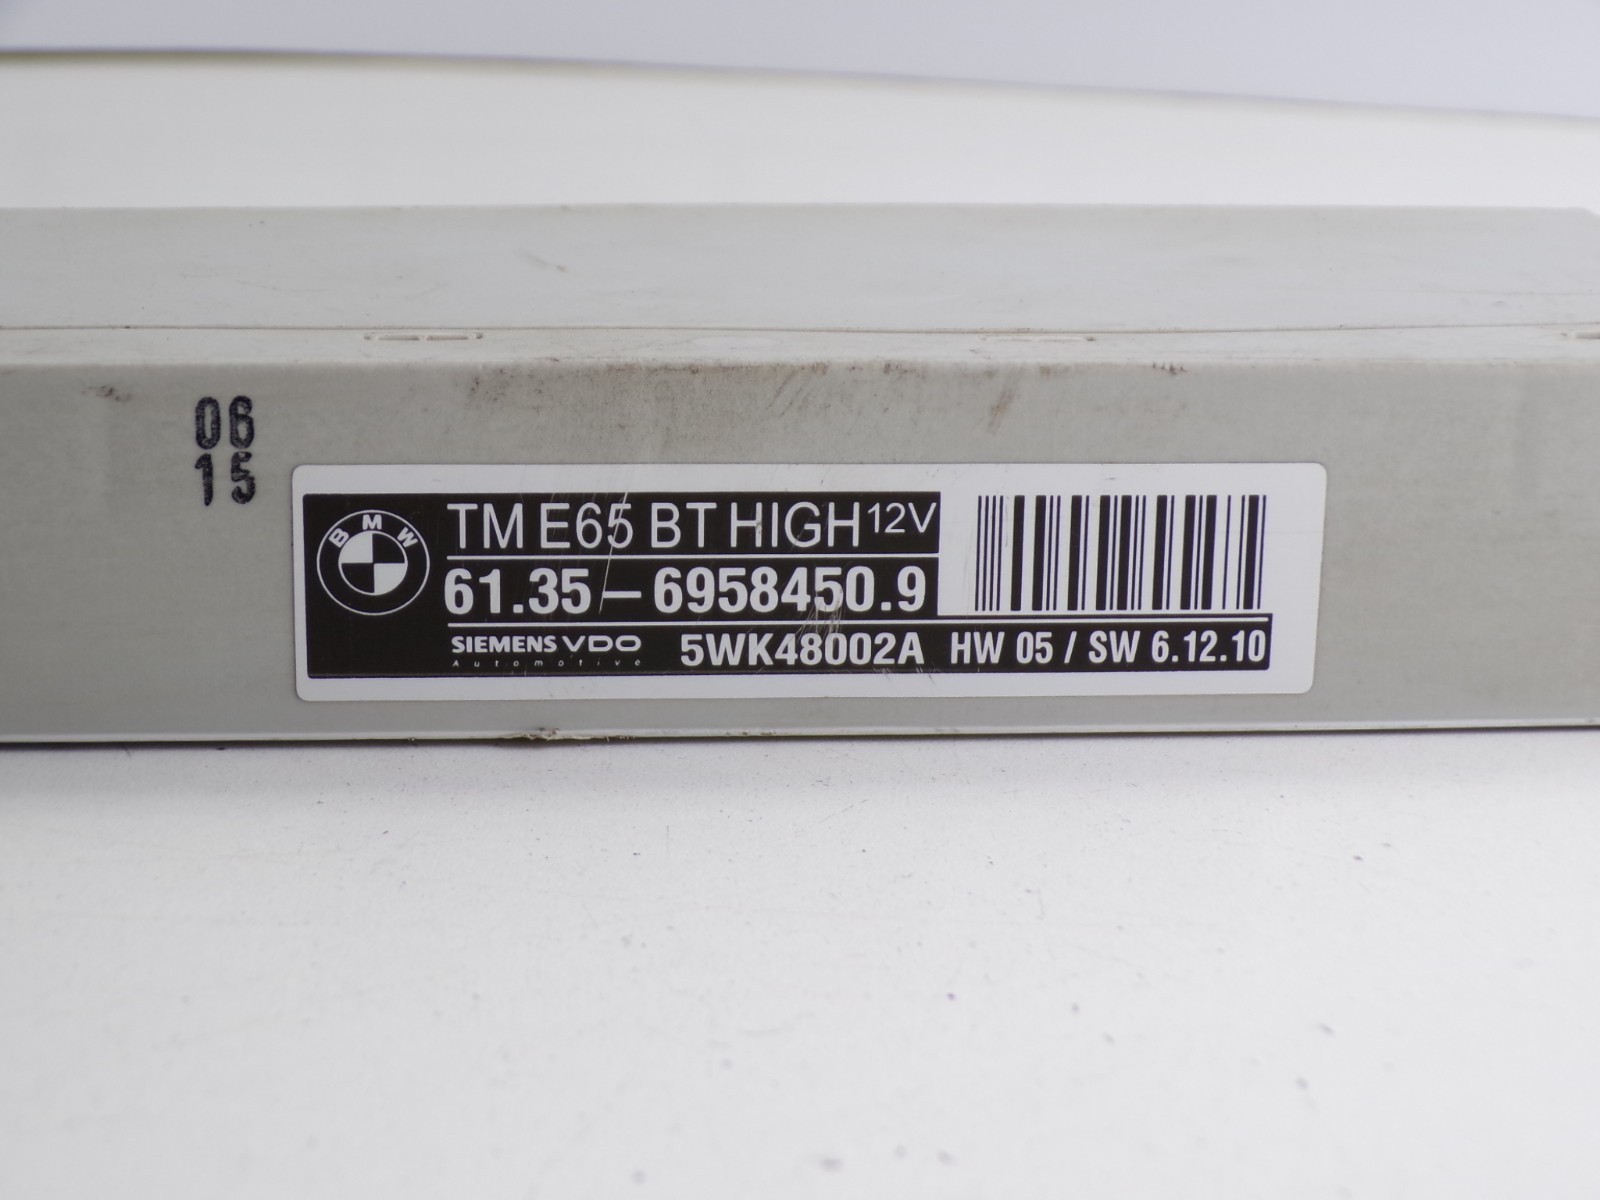 06
15
BMW
TM E65 BT HIGH 12V
61.35 – 6958450.9
SIEMENS VDO
Automotive
5WK48002A HW 05 / SW 6.12.10